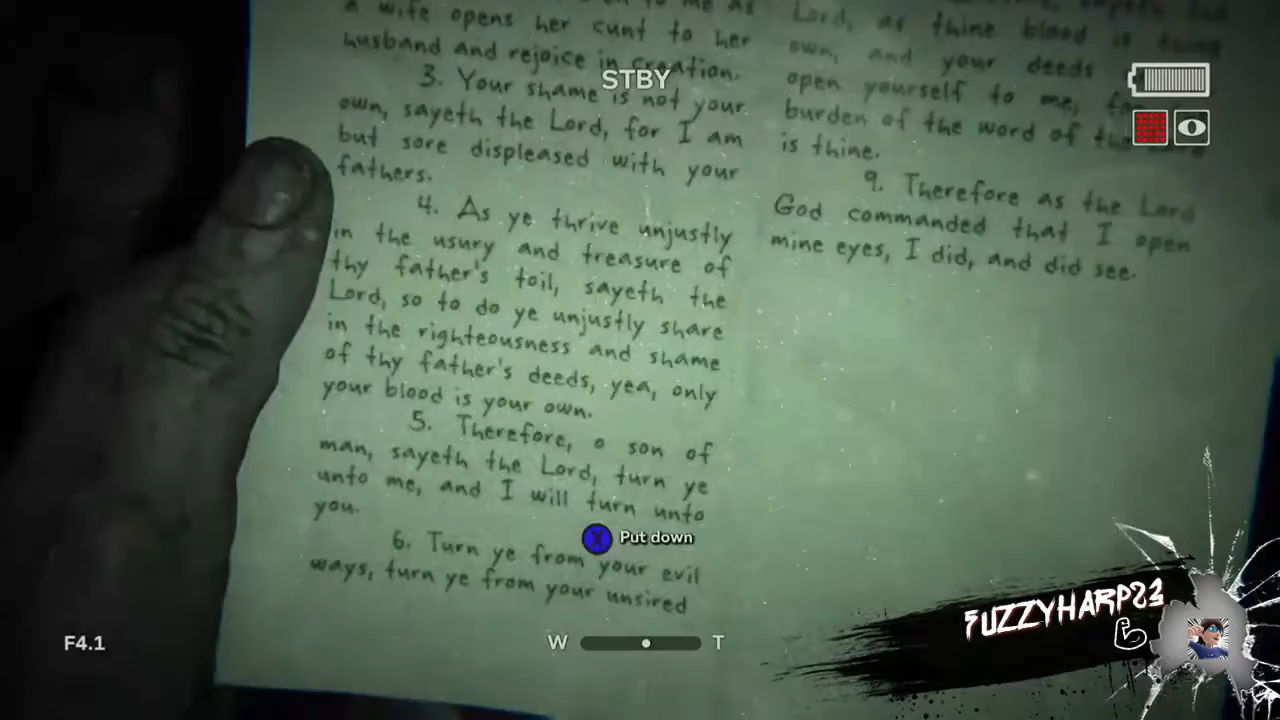 a wife opens her cunt to her
husband and rejoice in creation.
3. Your shame is not your
own, sayeth the Lord, for I am
but sore displeased with your
fathers.
4. As ye thrive unjustly
in the usury and treasure of
thy father's toil, sayeth the
Lord, so to do ye unjustly share
in the righteousness and shame
of thy father's deeds, yea, only
your blood is your own.
5. Therefore, o son of
man, sayeth the Lord, turn ye
unto me, and I will turn unto
you.
6. Turn ye from your evil
ways, turn ye from your unsired
Lord, as thine blood is thine
own, and your deeds
open yourself to me, for
burden of the word of the
is thine.
9. Therefore as the Lord
God commanded that I open
mine eyes, I did, and did see.
STBY
X Put down
F4.1
W T
FUZZYHARP23